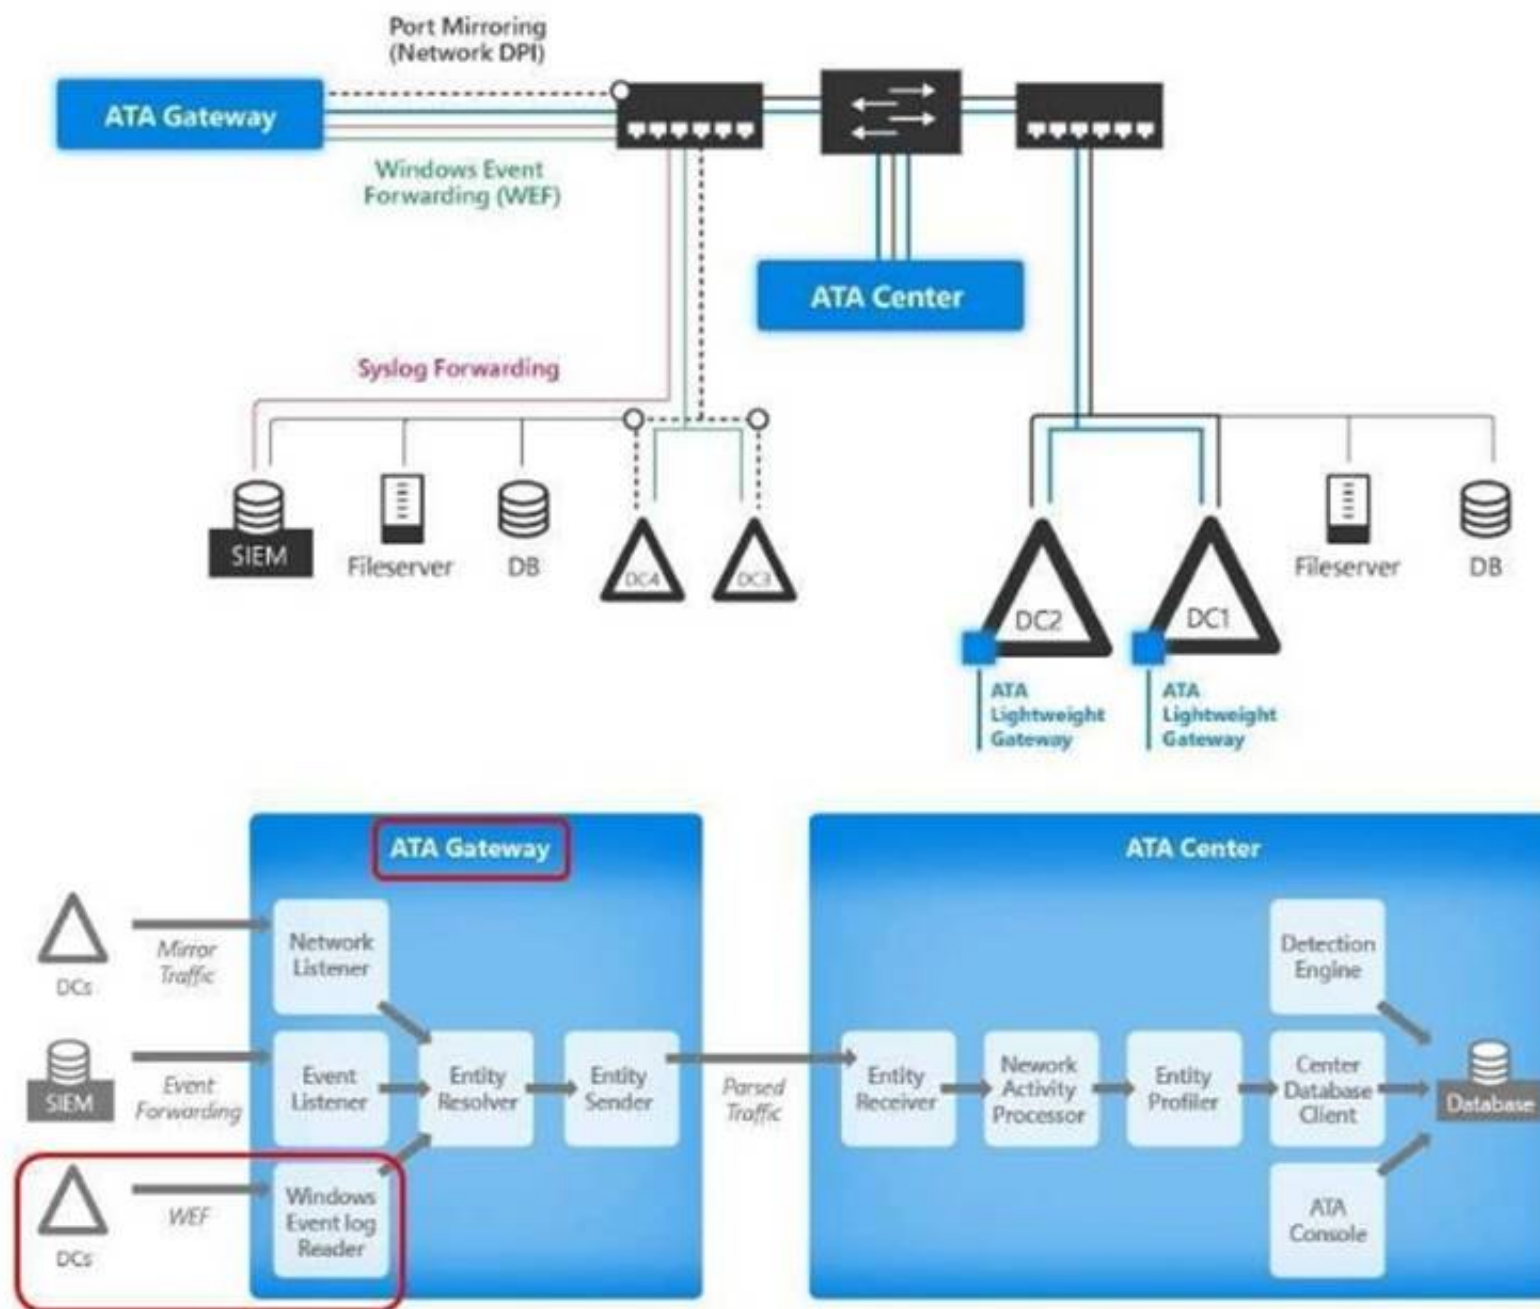 Port Mirroring
(Network DPI)
ATA Gateway
Windows Event
Forwarding (WEF)
ATA Center
Syslog Forwarding
SIEM
Fileserver
DB
DC4
DC3
DC2
DC1
Fileserver
DB
ATA
Lightweight
Gateway
ATA
Lightweight
Gateway
ATA Gateway
ATA Center
DCs
Mirror
Traffic
Network
Listener
Detection
Engine
SIEM
Event
Forwarding
Event
Listener
Entity
Resolver
Entity
Sender
Parsed
Traffic
Entity
Receiver
Nework
Activity
Processor
Entity
Profiler
Center
Database
Client
Database
DCs
WEF
Windows
Event log
Reader
ATA
Console